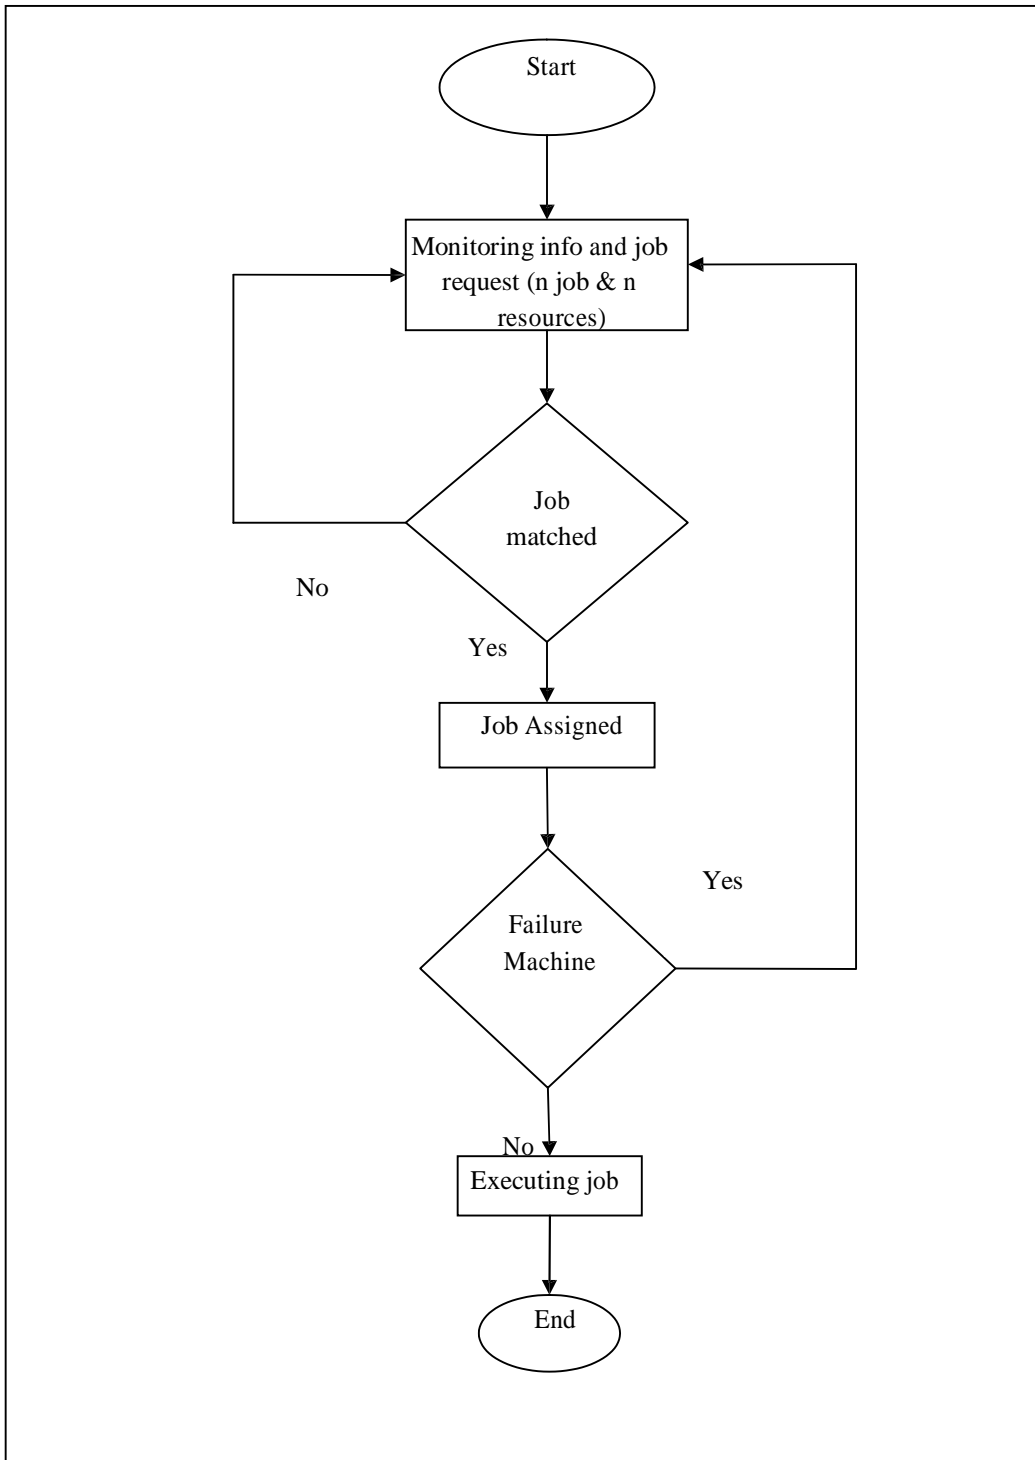 Start
Monitoring info and job
request (n job & n
resources)
Job
matched
No
Yes
Job Assigned
Failure
Machine
Yes
No
Executing job
End